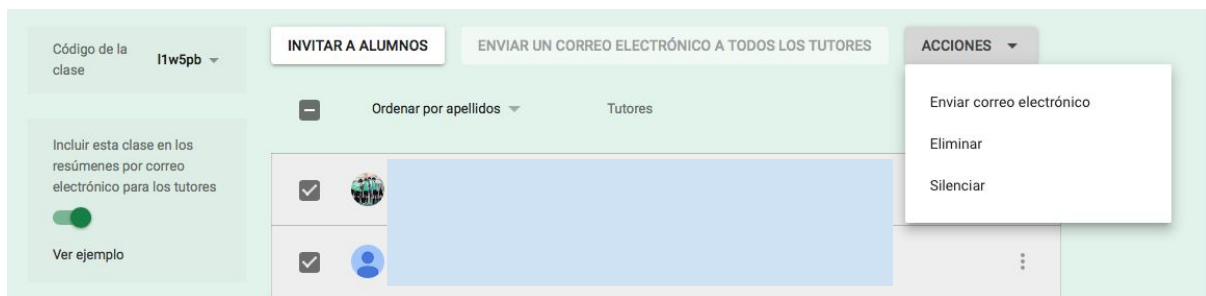 Código de la
clase
l1w5pb
INVITAR A ALUMNOS
ENVIAR UN CORREO ELECTRÓNICO A TODOS LOS TUTORES
ACCIONES
Enviar correo electrónico
Eliminar
Silenciar
Ordenar por apellidos
Tutores
Incluir esta clase en los
resúmenes por correo
electrónico para los tutores
Ver ejemplo